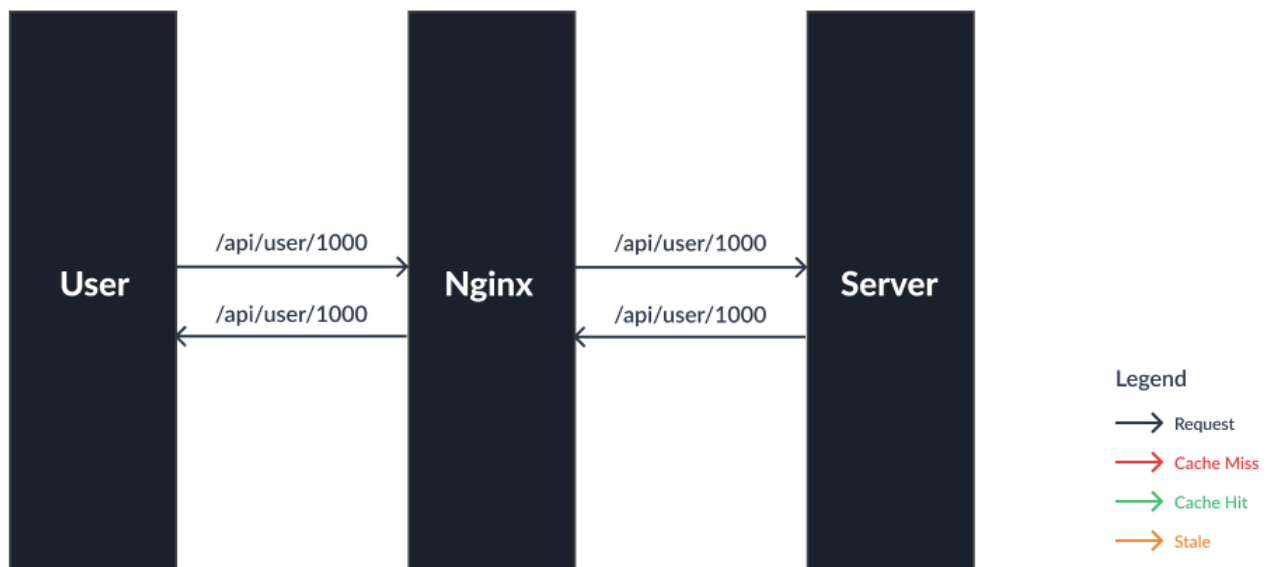 /api/user/1000
/api/user/1000
User
Nginx
Server
/api/user/1000
/api/user/1000
Legend
Request
Cache Miss
Cache Hit
Stale